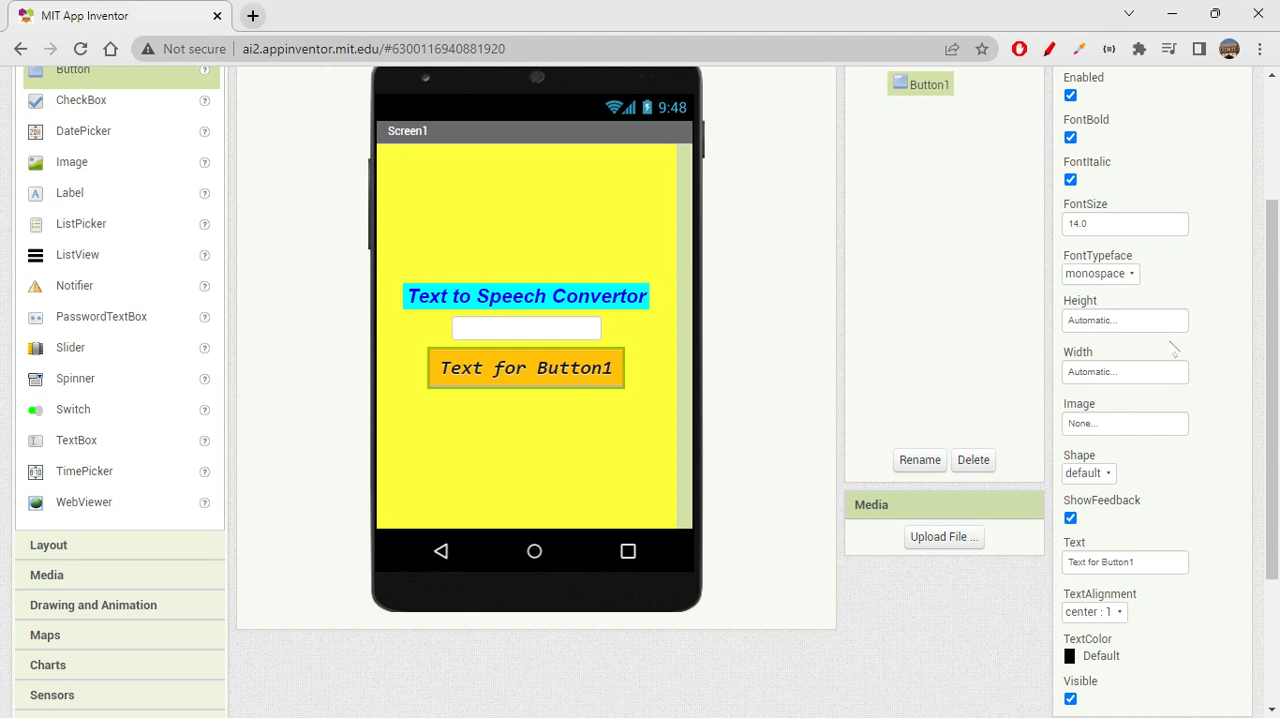 MIT App Inventor
Not secure
ai2.appinventor.mit.edu/#6300116940881920
Button
CheckBox
DatePicker
Image
Label
ListPicker
ListView
Notifier
PasswordTextBox
Slider
Spinner
Switch
TextBox
TimePicker
WebViewer
Layout
Media
Drawing and Animation
Maps
Charts
Sensors
9:48
Screen1
Text to Speech Convertor
Text for Button1
Button1
Rename
Delete
Media
Upload File ...
Enabled
FontBold
FontItalic
FontSize
14.0
FontTypeface
monospace
Height
Automatic...
Width
Automatic...
Image
None...
Shape
default
ShowFeedback
Text
Text for Button1
TextAlignment
center : 1
TextColor
Default
Visible